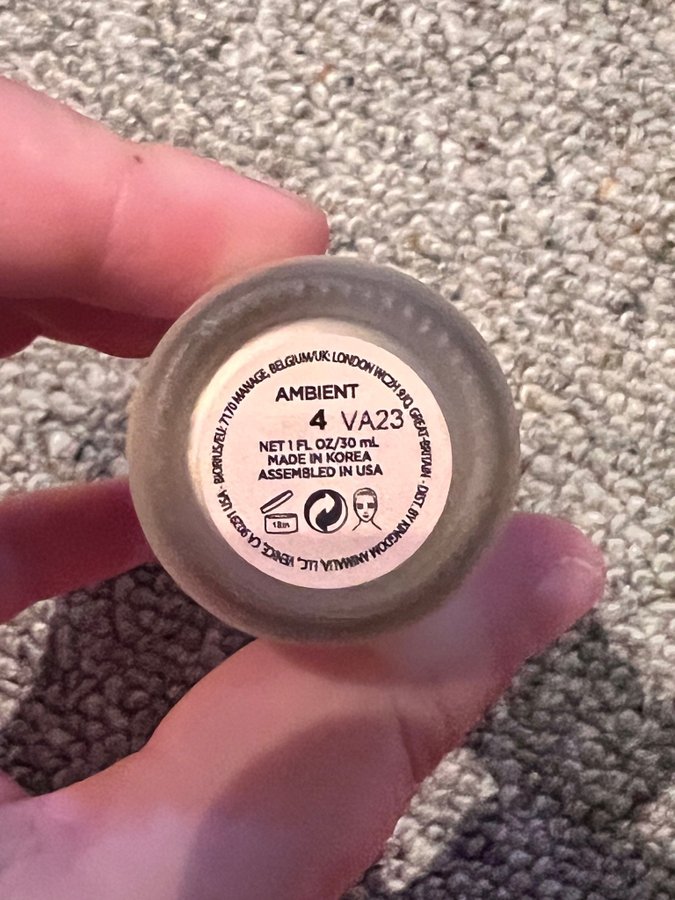 BIORIUS/EU: 7170 MANAGE, BELGIUM/UK: LONDON WC2H 9JQ, GREAT-BRITAIN - DIST. BY KINGDOM ANIMALIA, LLC, VENICE, CA 90291 USA -
AMBIENT
4 VA23
NET 1 FL OZ/30 mL
MADE IN KOREA
ASSEMBLED IN USA
18m